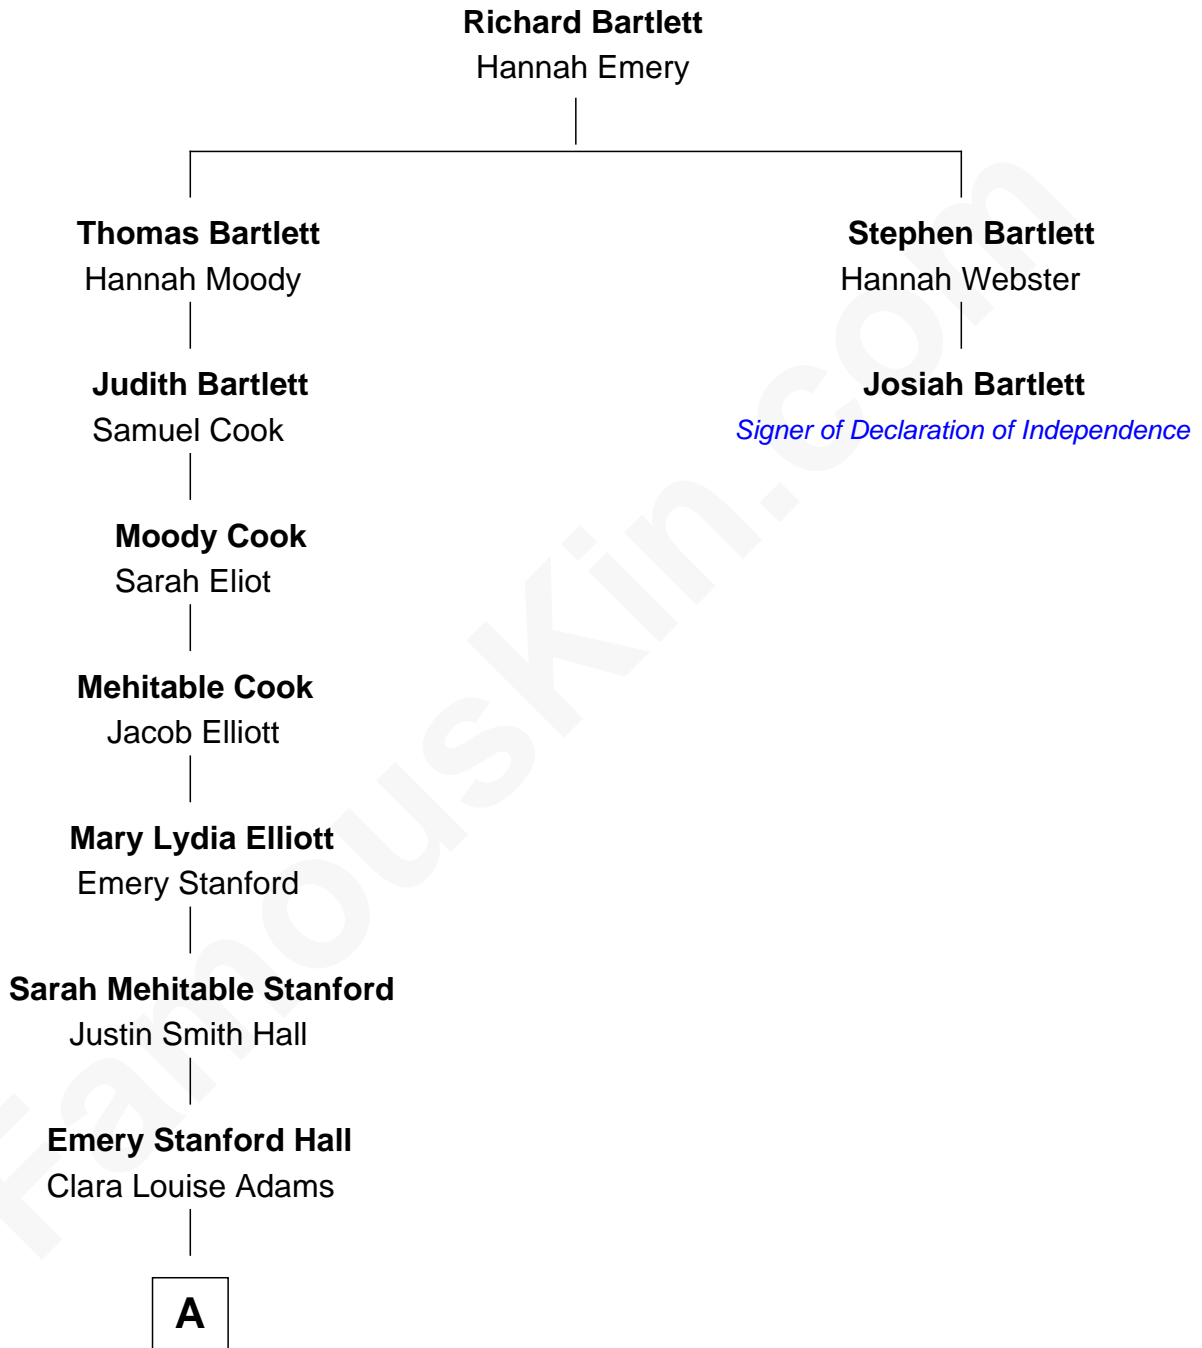 Richard Bartlett
Hannah Emery
Thomas Bartlett
Hannah Moody
Stephen Bartlett
Hannah Webster
Judith Bartlett
Samuel Cook
Josiah Bartlett
Signer of Declaration of Independence
Moody Cook
Sarah Eliot
Mehitable Cook
Jacob Elliott
Mary Lydia Elliott
Emery Stanford
Sarah Mehitable Stanford
Justin Smith Hall
Emery Stanford Hall
Clara Louise Adams
A
FamousKin.com